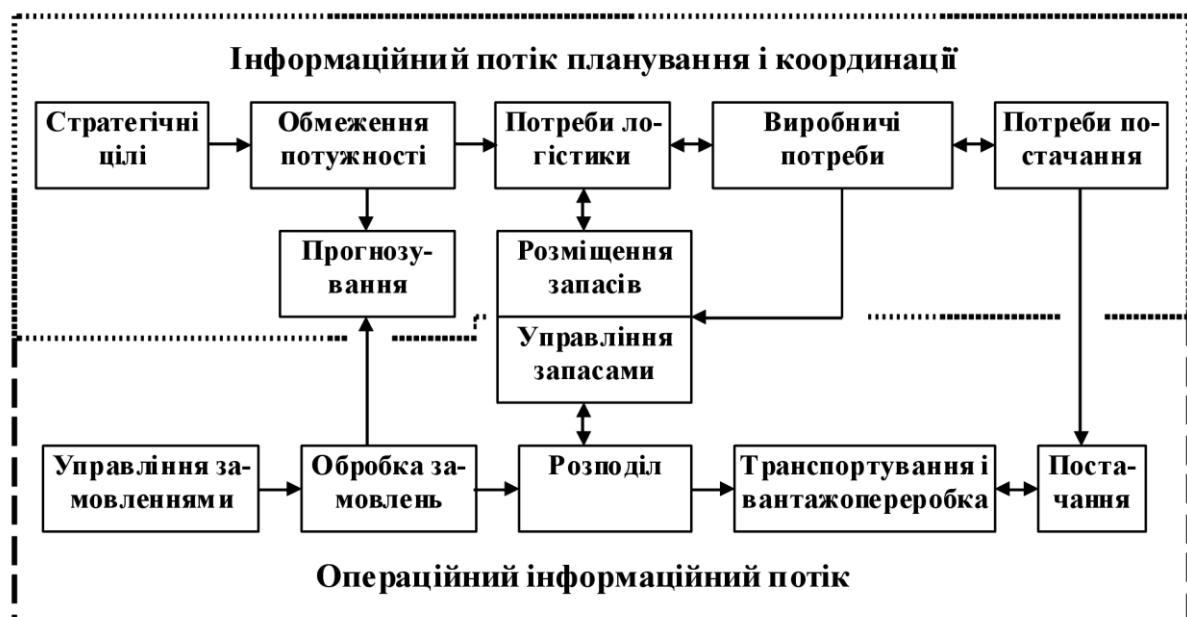 Інформаційний потік планування і координації
Стратегічні
цілі
Обмеження
потужності
Потреби ло-
гістики
Виробничі
потреби
Потреби по-
стачання
Прогнозу-
вання
Розміщення
запасів
Управління
запасами
Управління за-
мовленнями
Обробка за-
мовлень
Розподіл
Транспортування і
вантажопереробка
Поста-
чання
Операційний інформаційний потік